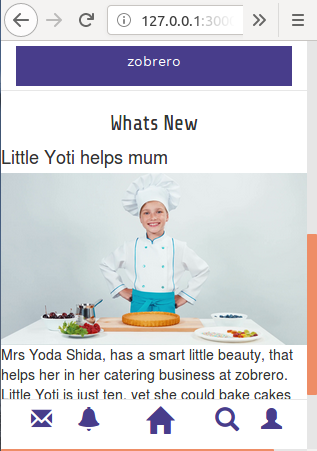 127.0.0.1:300
zobrero
Whats New
Little Yoti helps mum
Mrs Yoda Shida, has a smart little beauty, that
helps her in her catering business at zobrero.
Little Yoti is just ten, yet she could bake cakes